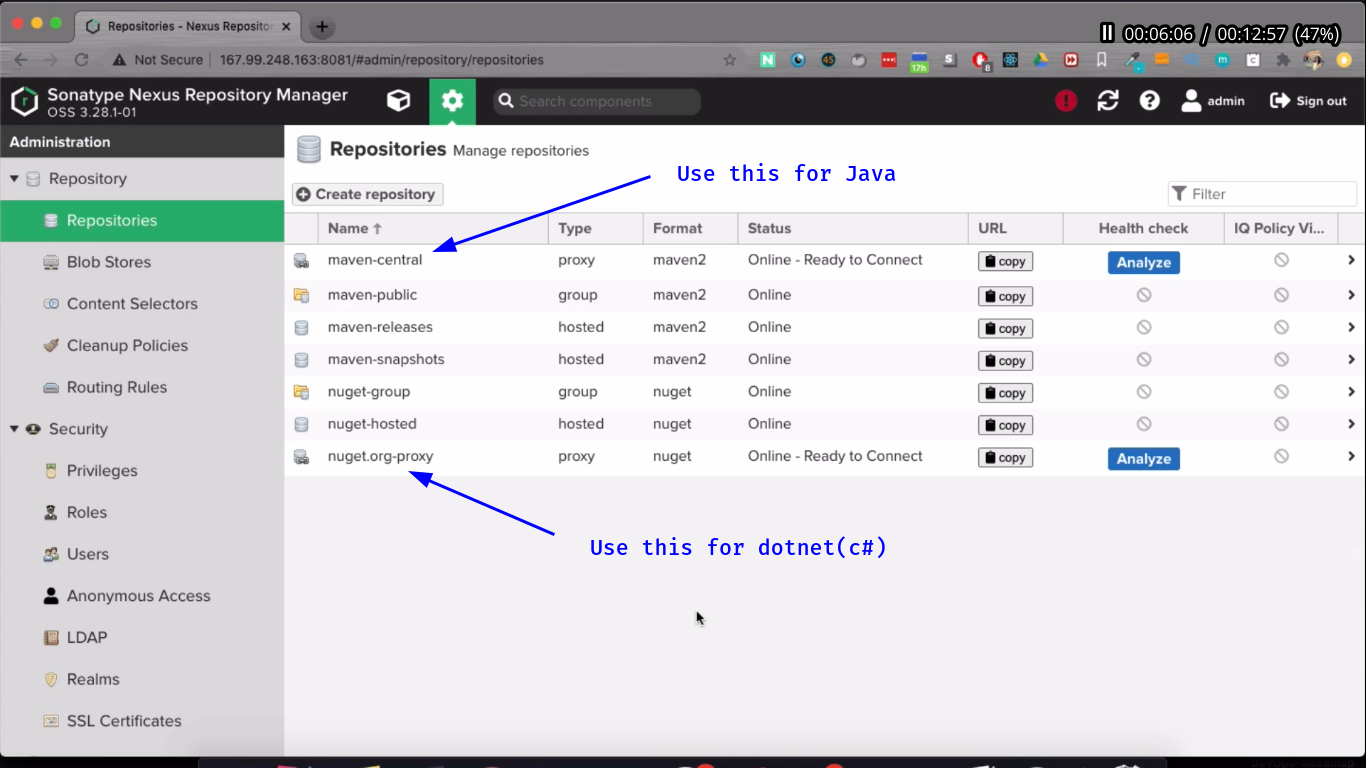 Repositories - Nexus Repositor
00:06:06 / 00:12:57 (47%)
Not Secure 167.99.248.163:8081/#admin/repository/repositories
45
17h
S
8
Sonatype Nexus Repository Manager
OSS 3.28.1-01
Search components
admin
Sign out
Administration
Repositories Manage repositories
Use this for Java
Repository
Create repository
Filter
Repositories
Name Type Format Status URL Health check IQ Policy Vi...
maven-central proxy maven2 Online - Ready to Connect copy Analyze
Blob Stores
maven-public group maven2 Online copy
Content Selectors
maven-releases hosted maven2 Online copy
Cleanup Policies
maven-snapshots hosted maven2 Online copy
Routing Rules
nuget-group group nuget Online copy
Security
nuget-hosted hosted nuget Online copy
Privileges
nuget.org-proxy proxy nuget Online - Ready to Connect copy Analyze
Roles
Users
Use this for dotnet(c#)
Anonymous Access
LDAP
Realms
SSL Certificates